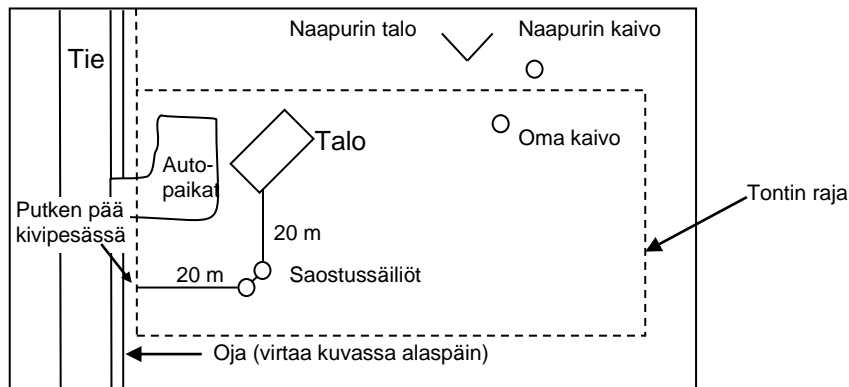 Naapurin talo
Naapurin kaivo
Tie
Talo
Oma kaivo
Auto-
paikat
Tontin raja
Putken pää
kivipesässä
20 m
20 m
Saostussäiliöt
Oja (virtaa kuvassa alaspäin)